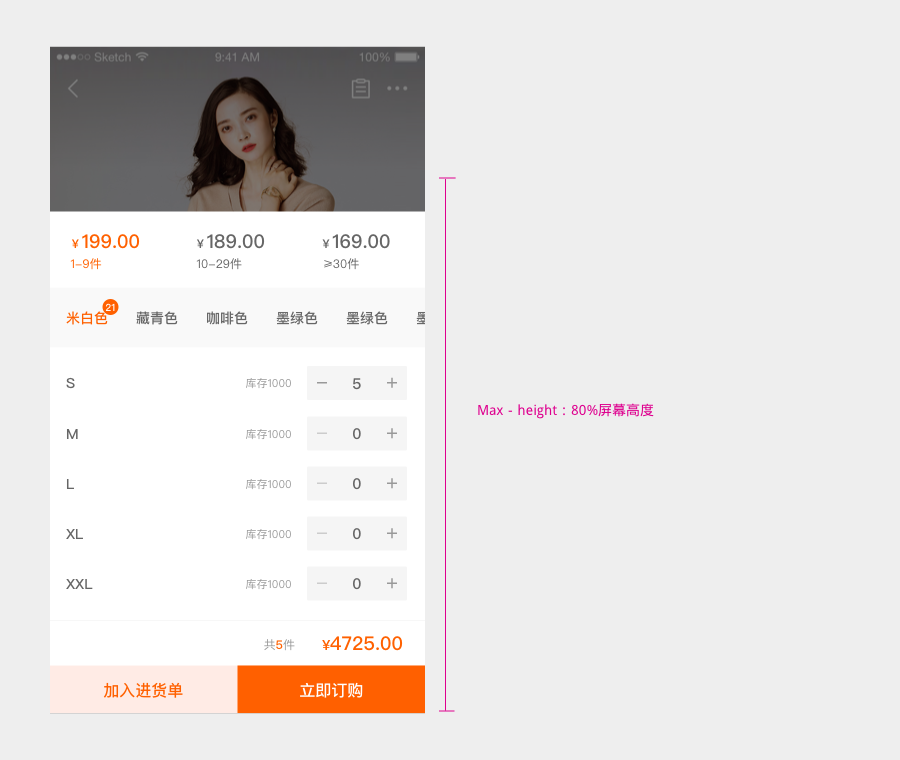 Sketch 9:41 AM 100%
¥199.00 ¥189.00 ¥169.00
1–9件 10–29件 ≥30件
米白色 21 藏青色 咖啡色 墨绿色 墨绿色
S 库存1000 − 5 +
M 库存1000 − 0 +
L 库存1000 − 0 +
XL 库存1000 − 0 +
XXL 库存1000 − 0 +
共5件 ¥4725.00
加入进货单 立即订购
Max - height : 80%屏幕高度